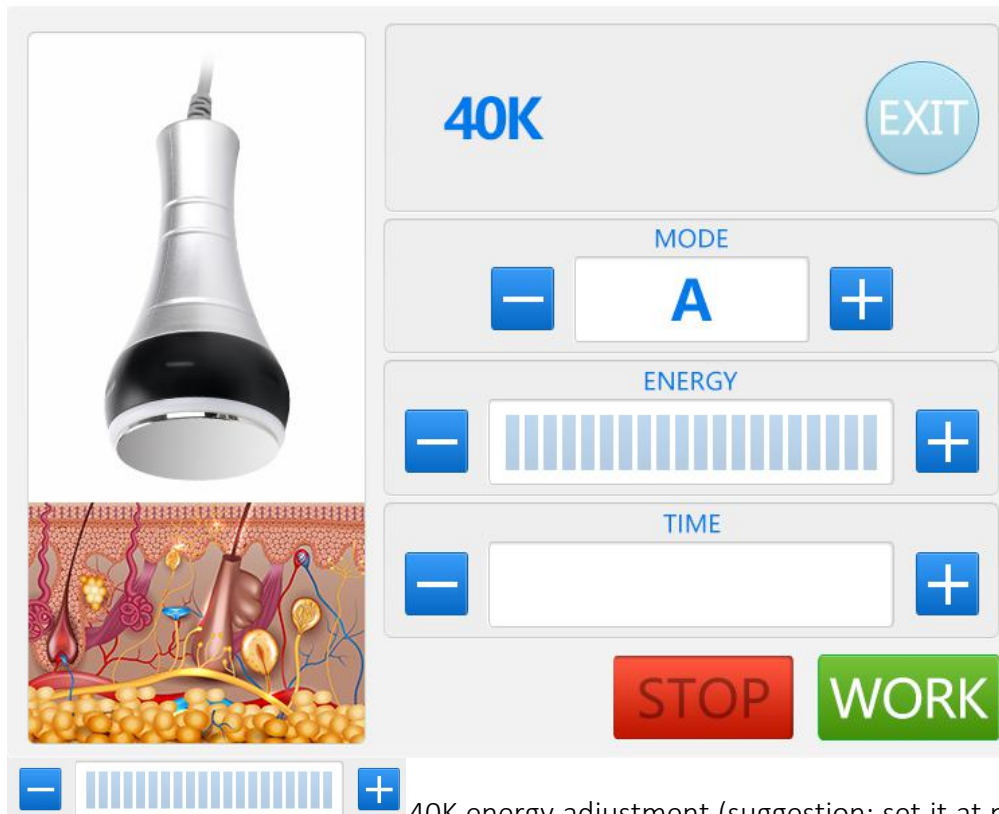 40K
EXIT
MODE
A
ENERGY
TIME
STOP
WORK
40K energy adjustment (suggestion: set it at